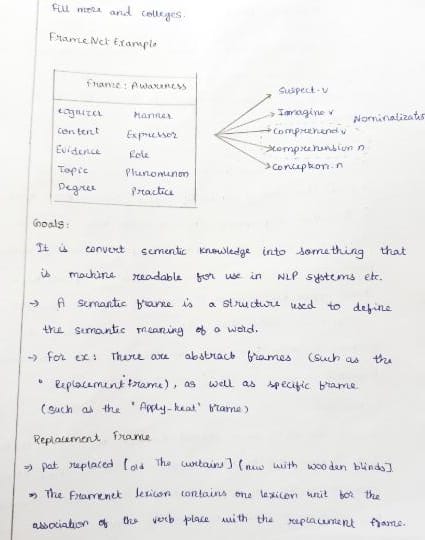 Fill more and colleges.
FrameNet Example
Frame: Awareness
Cognizer Manner
Content Expressor
Evidence Role
Topic Phenomenon
Degree Practice
Suspect.v
Imagine v
Comprehend v
Comprehension n
Conception.n
Nominalizatio
Goals:
It is convert sementic knowledge into something that
is machine readable for use in NLP systems etc.
→ A semantic frame is a structure used to define
the semantic meaning of a word.
→ For ex: There are abstract frames (such as the
" Replacement" frame), as well as specific frame
(such as the "Apply-heat' frame)
Replacement Frame
⇒ pat replaced [old The curtains] (new with wooden blinds]
⇒ The Framenet lexicon contains one lexicon unit for the
association of the verb place with the replacement frame.